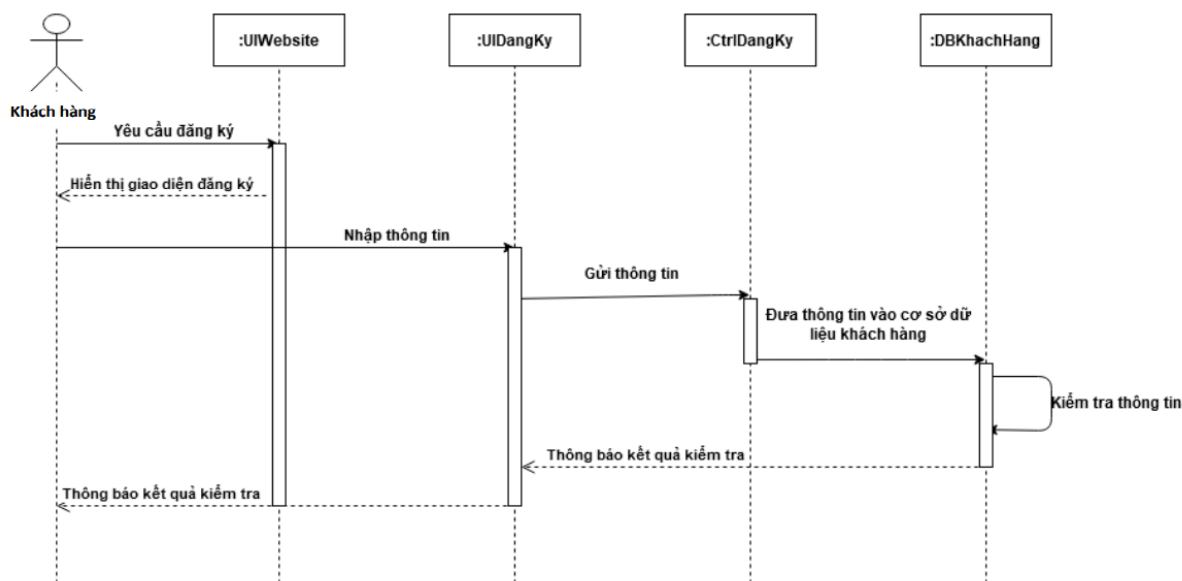 :UIWebsite
:UIDangKy
:CtrlDangKy
:DBKhachHang
Khách hàng
Yêu cầu đăng ký
Hiển thị giao diện đăng ký
Nhập thông tin
Gửi thông tin
Đưa thông tin vào cơ sở dữ
liệu khách hàng
Kiểm tra thông tin
Thông báo kết quả kiểm tra
Thông báo kết quả kiểm tra